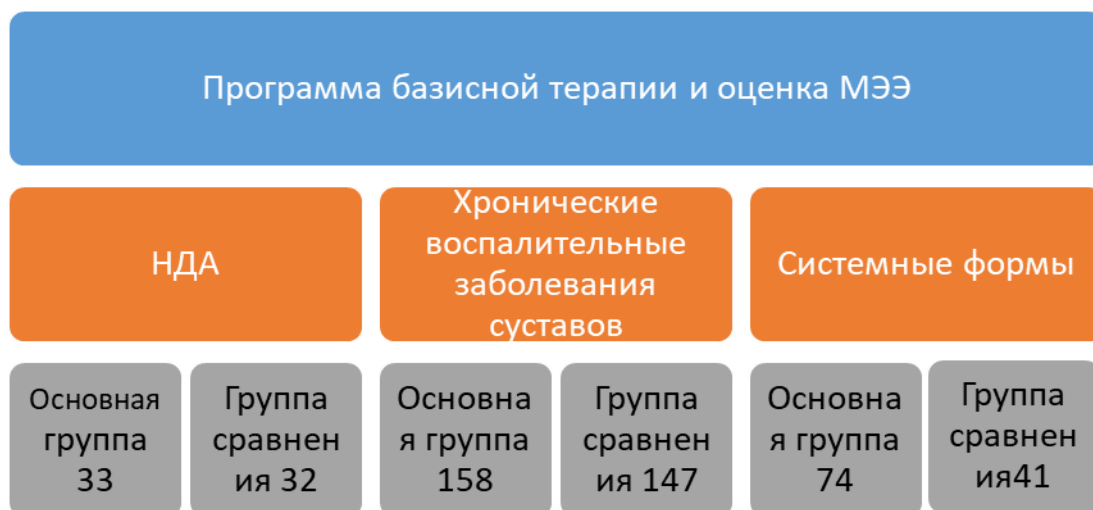 Программа базисной терапии и оценка МЭЭ
НДА
Хронические
воспалительные
заболевания
суставов
Системные формы
Основная
группа
33
Группа
сравнен
ия 32
Основна
я группа
158
Группа
сравнен
ия 147
Основна
я группа
74
Группа
сравнен
ия41